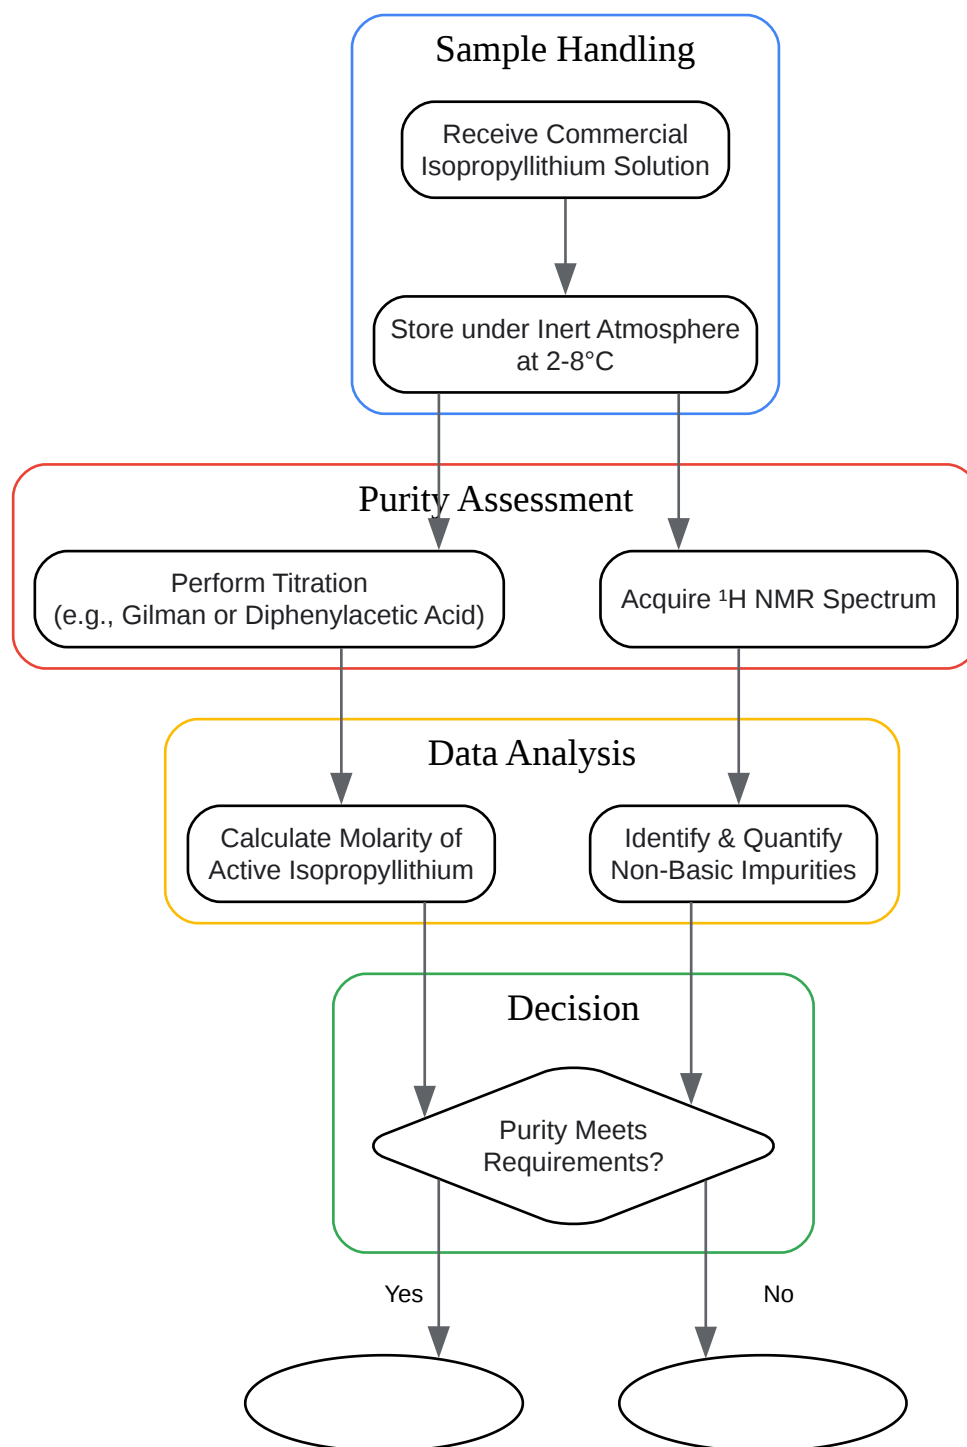 Sample Handling
Receive Commercial
Isopropyllithium Solution
Store under Inert Atmosphere
at 2-8°C
Purity Assessment
Perform Titration
(e.g., Gilman or Diphenylacetic Acid)
Acquire ¹H NMR Spectrum
Data Analysis
Calculate Molarity of
Active Isopropyllithium
Identify & Quantify
Non-Basic Impurities
Decision
Purity Meets
Requirements?
Yes
No